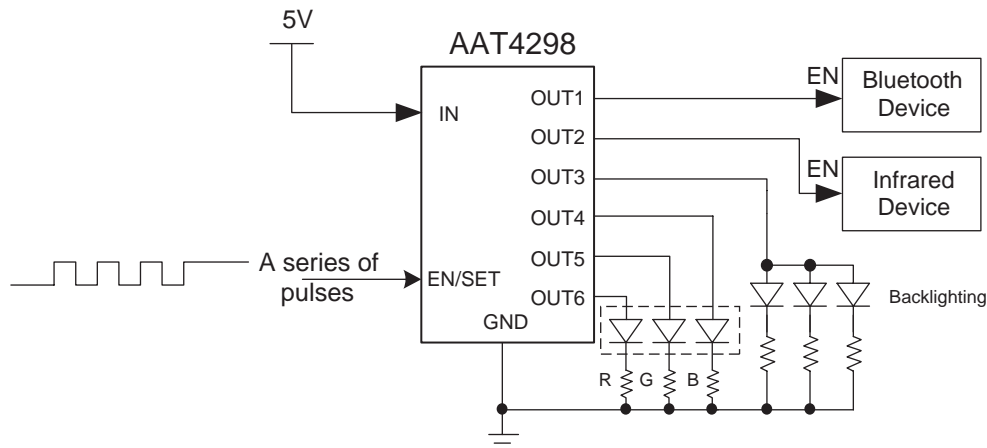 5V
AAT4298
IN
OUT1
OUT2
OUT3
OUT4
OUT5
OUT6
EN/SET
GND
A series of
pulses
EN
Bluetooth
Device
EN
Infrared
Device
Backlighting
R
G
B